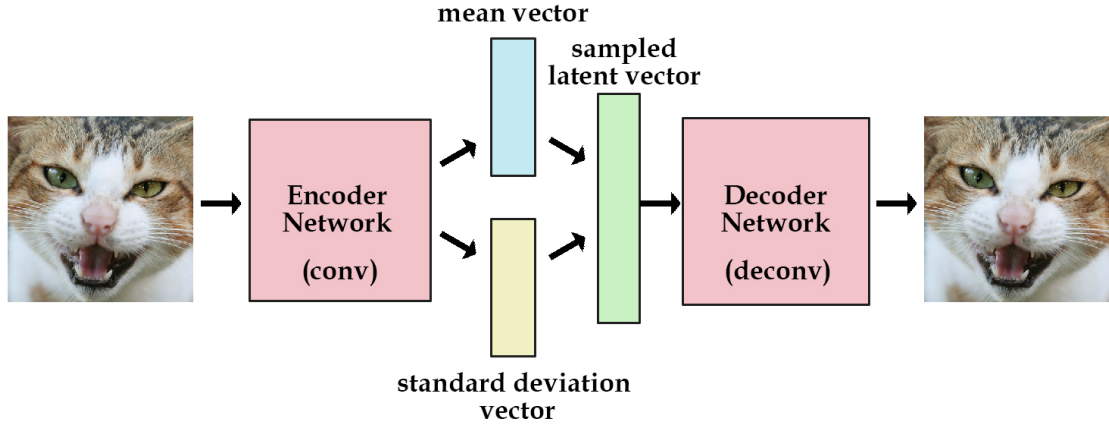 mean vector
sampled
latent vector
Encoder
Network
(conv)
Decoder
Network
(deconv)
standard deviation
vector